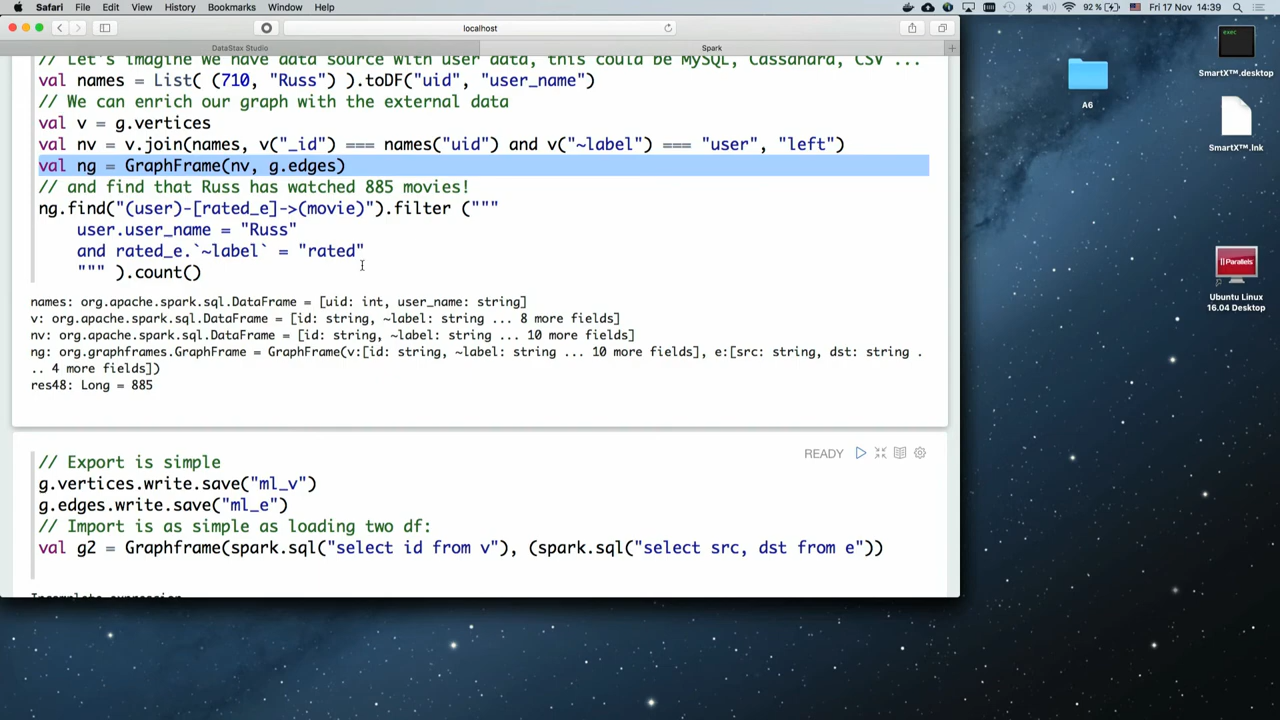 Safari File Edit View History Bookmarks Window Help
92 % Fri 17 Nov 14:39
localhost
DataStax Studio
Spark
// Let's imagine we have data source with user data, this could be MySQL, Cassandra, CSV ...
val names = List( (710, "Russ") ).toDF("uid", "user_name")
// We can enrich our graph with the external data
val v = g.vertices
val nv = v.join(names, v("_id") === names("uid") and v("~label") === "user", "left")
val ng = GraphFrame(nv, g.edges)
// and find that Russ has watched 885 movies!
ng.find("(user)-[rated_e]->(movie)").filter ("""
user.user_name = "Russ"
and rated_e.`~label` = "rated"
""" ).count()
names: org.apache.spark.sql.DataFrame = [uid: int, user_name: string]
v: org.apache.spark.sql.DataFrame = [id: string, ~label: string ... 8 more fields]
nv: org.apache.spark.sql.DataFrame = [id: string, ~label: string ... 10 more fields]
ng: org.graphframes.GraphFrame = GraphFrame(v:[id: string, ~label: string ... 10 more fields], e:[src: string, dst: string .
.. 4 more fields])
res48: Long = 885
READY
// Export is simple
g.vertices.write.save("ml_v")
g.edges.write.save("ml_e")
// Import is as simple as loading two df:
val g2 = Graphframe(spark.sql("select id from v"), (spark.sql("select src, dst from e"))
Incomplete expression
A6
exec
SmartX™.desktop
SmartX™.lnk
Parallels
Ubuntu Linux
16.04 Desktop